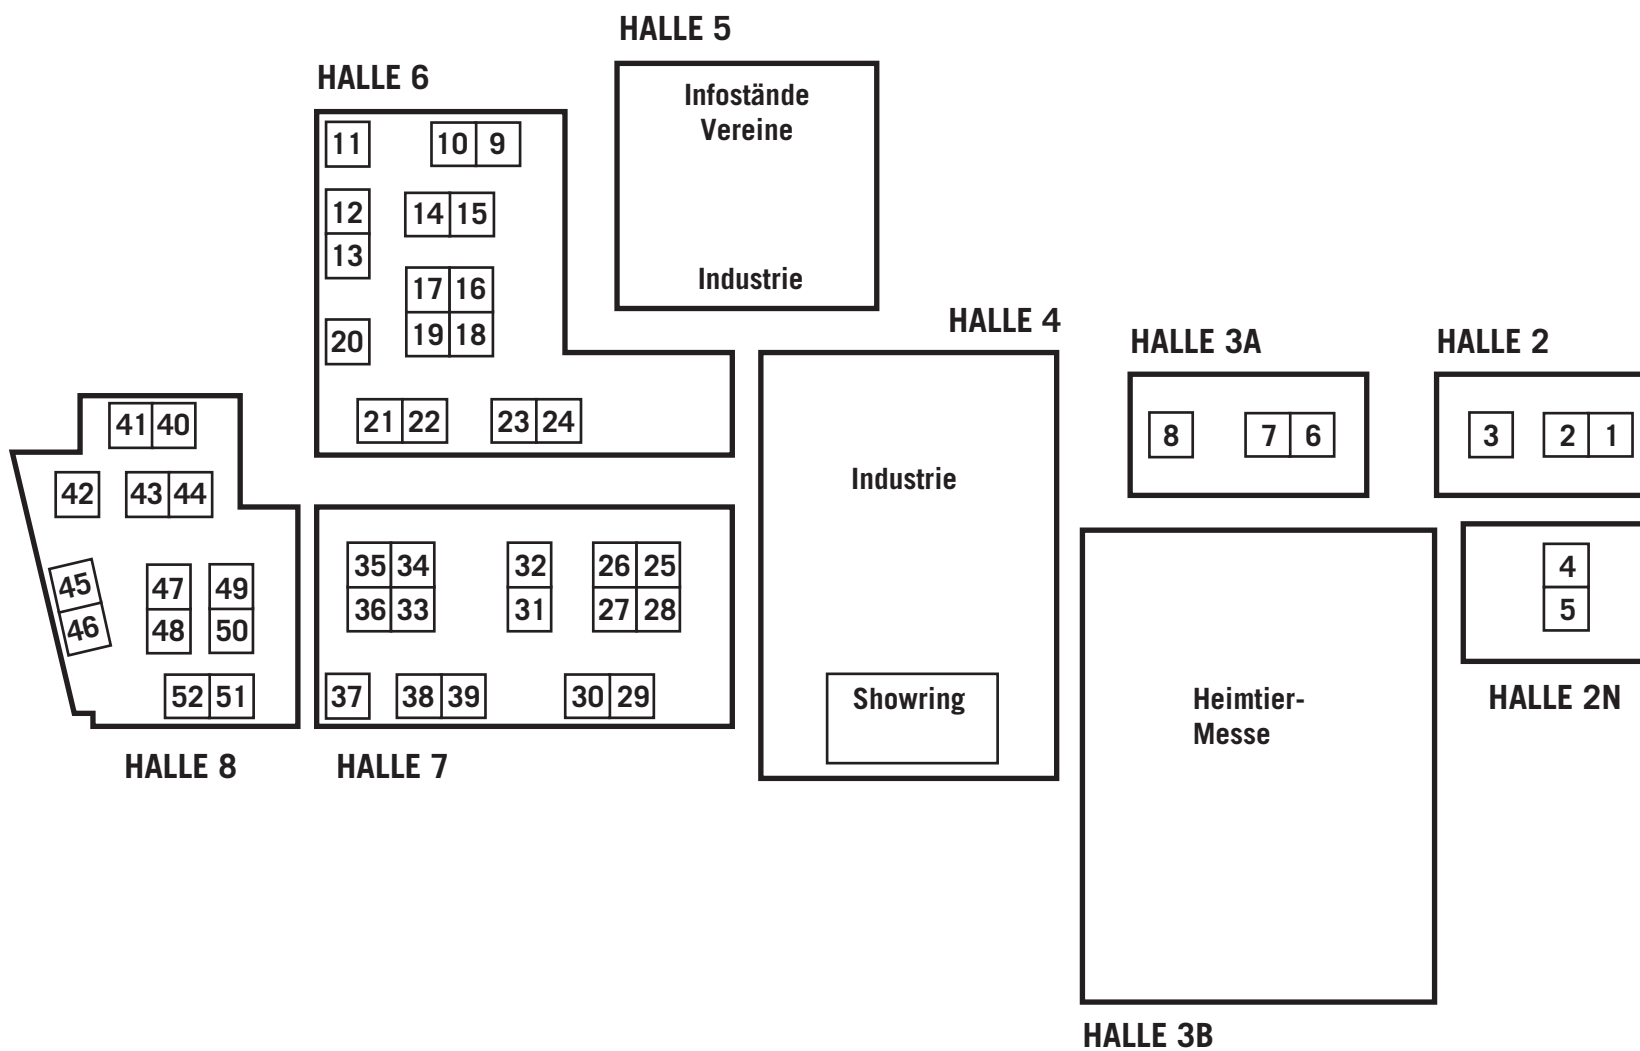 HALLE 5
Infostände
Vereine
Industrie
HALLE 6
11
10 9
12
14 15
13
17 16
19 18
20
21 22
23 24
HALLE 4
Industrie
Showring
HALLE 3A
8
7 6
HALLE 2
3
2 1
4
5
HALLE 2N
Heimtier-
Messe
HALLE 3B
41 40
42
43 44
45
46
47
48
49
50
52 51
HALLE 8
35 34
36 33
32
31
26 25
27 28
37
38 39
30 29
HALLE 7